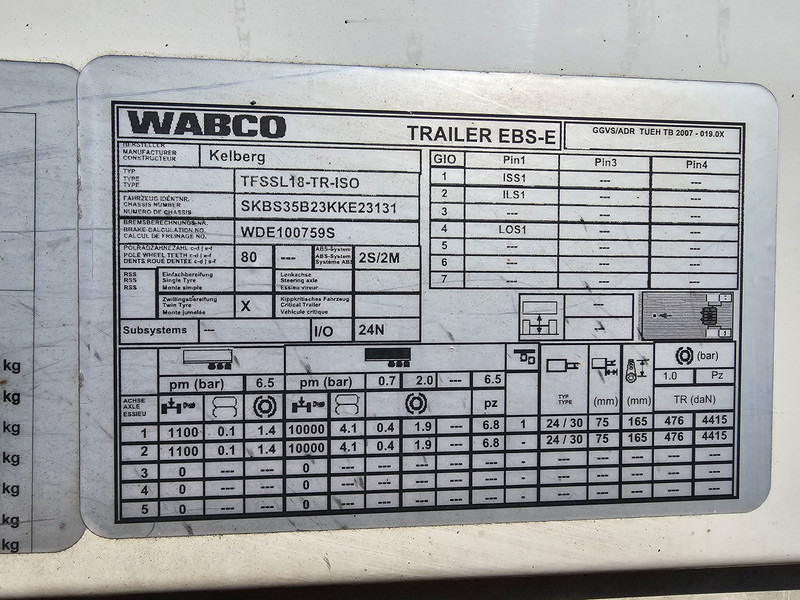 WABCO TRAILER EBS-E GGVS/ADR TUEH TB 2007 - 019.0X
HERSTELLER
MANUFACTURER
CONSTRUCTEUR
Kelberg
TYP
TYPE
TYPE
TFSSL18-TR-ISO
FAHRZEUG IDENTNR.
CHASSIS NUMBER
NUMERO DE CHASSIS
SKBS35B23KKE23131
BREMSBERECHNUNGS-NR.
BRAKE-CALCULATION NO.
CALCUL DE FREINAGE NO.
WDE100759S
POLRADZAHNEZAHL c-d | e-f
POLE WHEEL TEETH c-d | e-f
DENTS ROUE DENTÉE c-d | e-f
80 ---
ABS-System
ABS-System
Système ABS
2S/2M
RSS
RSS
RSS
Einfachbereifung
Single Tyre
Monte simple
Lenkachse
Steering axle
Essieu vireur
Zwillingsbereifung
Twin Tyre
Monte jumelée
X
Kippkritisches Fahrzeug
Critical Trailer
Véhicule critique
Subsystems --- I/O 24N
GIO Pin1 Pin3 Pin4
1 ISS1 --- ---
2 ILS1 --- ---
3 --- --- ---
4 LOS1 --- ---
5 --- --- ---
6 --- --- ---
7 --- --- ---
pm (bar) 6.5 pm (bar) 0.7 2.0 --- 6.5
(bar)
1.0 Pz
ACHSE
AXLE
ESSIEU
pz
TYP
TYPE
(mm) (mm) TR (daN)
1 1100 0.1 1.4 10000 4.1 0.4 1.9 --- 6.8 1 24 / 30 75 165 476 4415
2 1100 0.1 1.4 10000 4.1 0.4 1.9 --- 6.8 - 24 / 30 75 165 476 4415
3 0 --- --- 0 --- --- --- --- --- - --- --- --- --- ---
4 0 --- --- 0 --- --- --- --- --- - --- --- --- --- ---
5 0 --- --- 0 --- --- --- --- --- - --- --- --- --- ---
kg
kg
kg
kg
kg
kg
kg